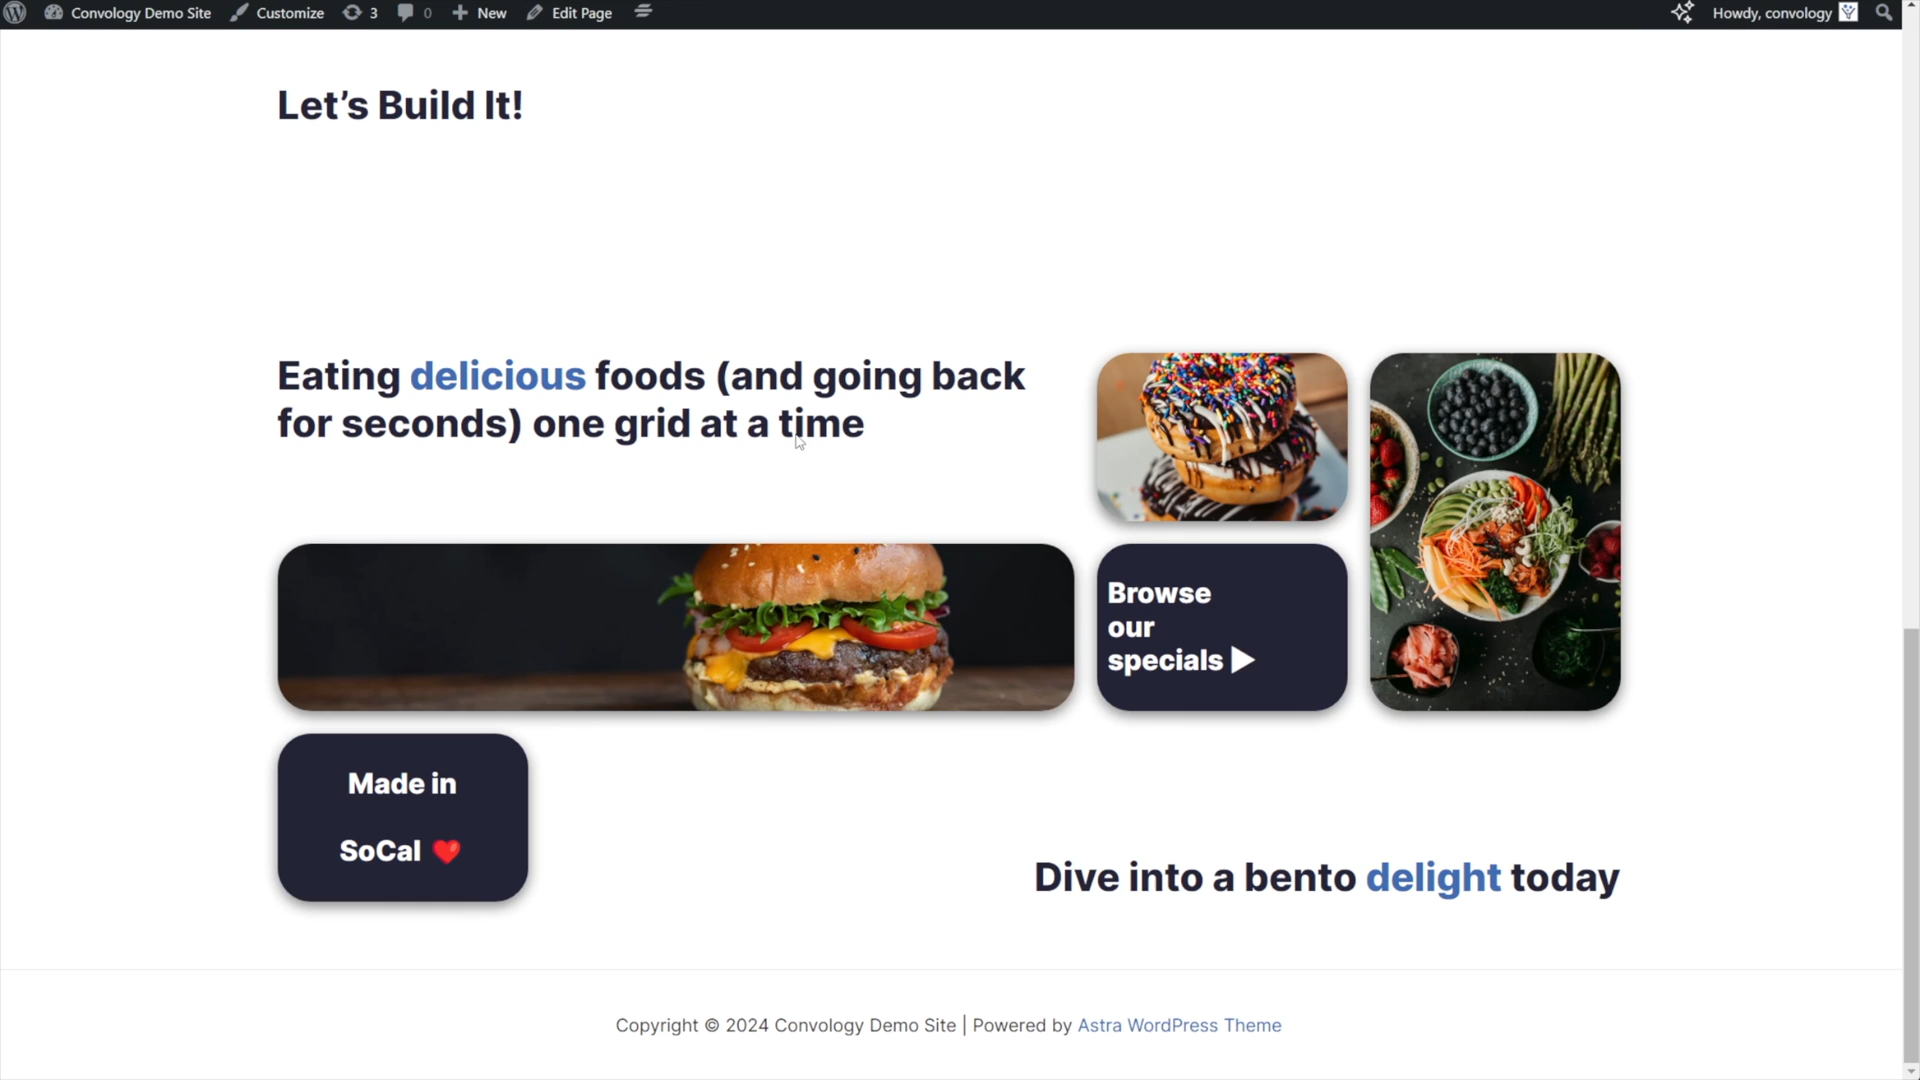 Convology Demo Site Customize 3 0 New Edit Page Howdy, convology
Let’s Build It!
Eating delicious foods (and going back
for seconds) one grid at a time
Browse
our
specials ▶
Made in
SoCal ❤️
Dive into a bento delight today
Copyright © 2024 Convology Demo Site | Powered by Astra WordPress Theme